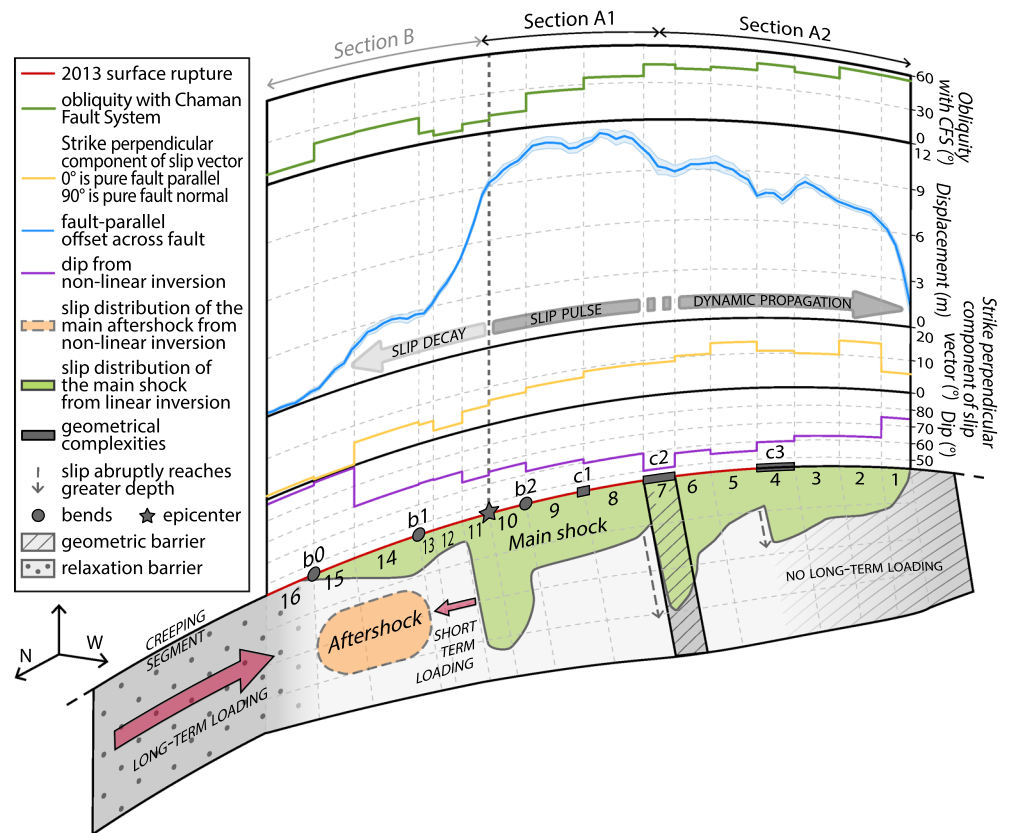 Section B
Section A1
Section A2
2013 surface rupture
obliquity with Chaman
Fault System
Strike perpendicular
component of slip vector
0° is pure fault parallel
90° is pure fault normal
fault-parallel
offset across fault
dip from
non-linear inversion
slip distribution of the
main aftershock from
non-linear inversion
slip distribution of
the main shock
from linear inversion
geometrical
complexities
slip abruptly reaches
greater depth
bends
epicenter
geometric barrier
relaxation barrier
60
30
0
Obliquity
with CFS (°)
12
9
6
3
0
Displacement (m)
20
10
0
Strike perpendicular
component of slip
vector (°)
80
70
60
50
Dip (°)
SLIP DECAY
SLIP PULSE
DYNAMIC PROPAGATION
b0
b1
b2
c1
c2
c3
16
15
14
13
12
11
10
9
8
7
6
5
4
3
2
1
Main shock
Aftershock
SHORT
TERM
LOADING
NO LONG-TERM LOADING
CREEPING
SEGMENT
LONG-TERM LOADING
N
W